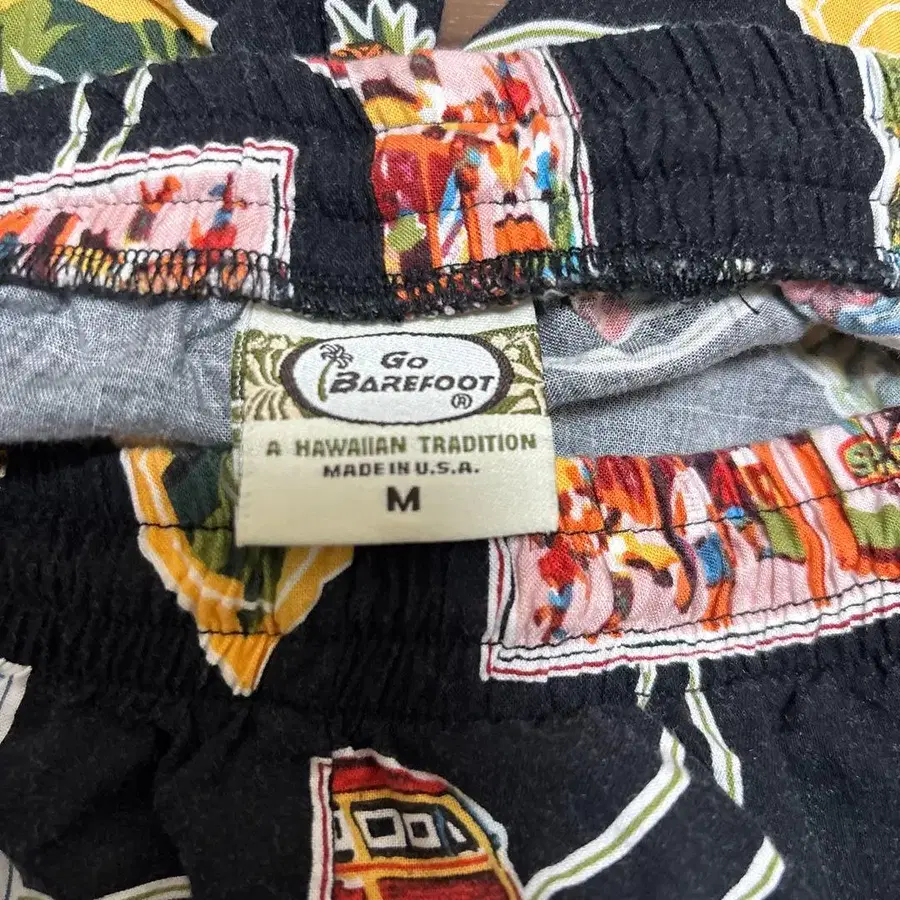 GO
BAREFOOT
®
A HAWAIIAN TRADITION
MADE IN U.S.A.
M